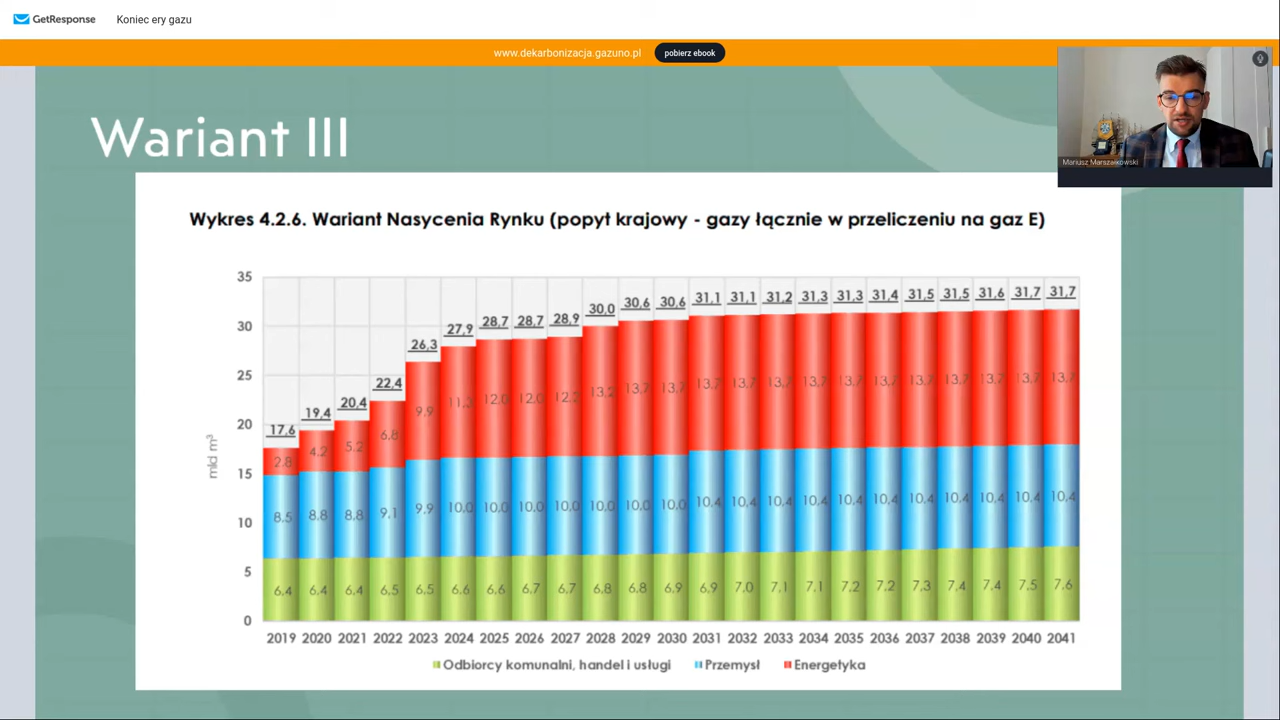 GetResponse Koniec ery gazu
www.dekarbonizacja.gazuno.pl pobierz ebook
Mariusz Marszałkowski
Wariant III
Wykres 4.2.6. Wariant Nasycenia Rynku (popyt krajowy - gazy łącznie w przeliczeniu na gaz E)
mld m³
35
30
25
20
15
10
5
0
17,6 19,4 20,4 22,4 26,3 27,9 28,7 28,7 28,9 30,0 30,6 30,6 31,1 31,1 31,2 31,3 31,3 31,4 31,5 31,5 31,6 31,7 31,7
2,8 4,2 5,2 6,8 9,9 11,3 12,0 12,0 12,2 13,2 13,7 13,7 13,7 13,7 13,7 13,7 13,7 13,7 13,7 13,7 13,7 13,7 13,7
8,5 8,8 8,8 9,1 9,9 10,0 10,0 10,0 10,0 10,0 10,0 10,0 10,4 10,4 10,4 10,4 10,4 10,4 10,4 10,4 10,4 10,4 10,4
6,4 6,4 6,4 6,5 6,5 6,6 6,6 6,7 6,7 6,8 6,8 6,9 6,9 7,0 7,1 7,1 7,2 7,2 7,3 7,4 7,4 7,5 7,6
2019 2020 2021 2022 2023 2024 2025 2026 2027 2028 2029 2030 2031 2032 2033 2034 2035 2036 2037 2038 2039 2040 2041
Odbiorcy komunalni, handel i usługi Przemysł Energetyka